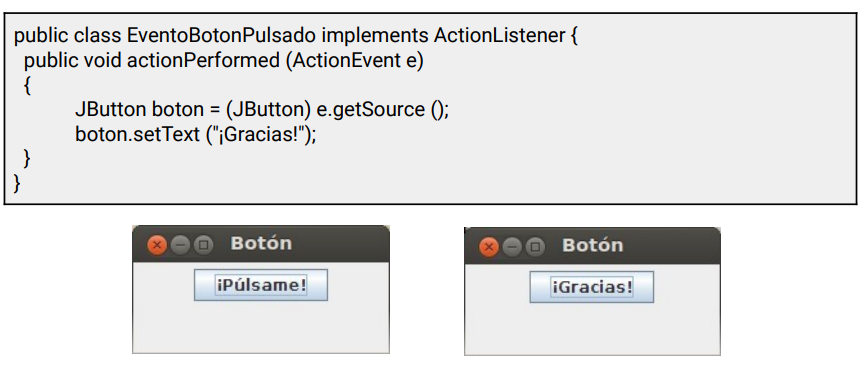 public class EventoBotonPulsado implements ActionListener {
public void actionPerformed (ActionEvent e)
{
JButton boton = (JButton) e.getSource ();
boton.setText ("¡Gracias!");
}
}
Botón
¡Púlsame!
Botón
¡Gracias!